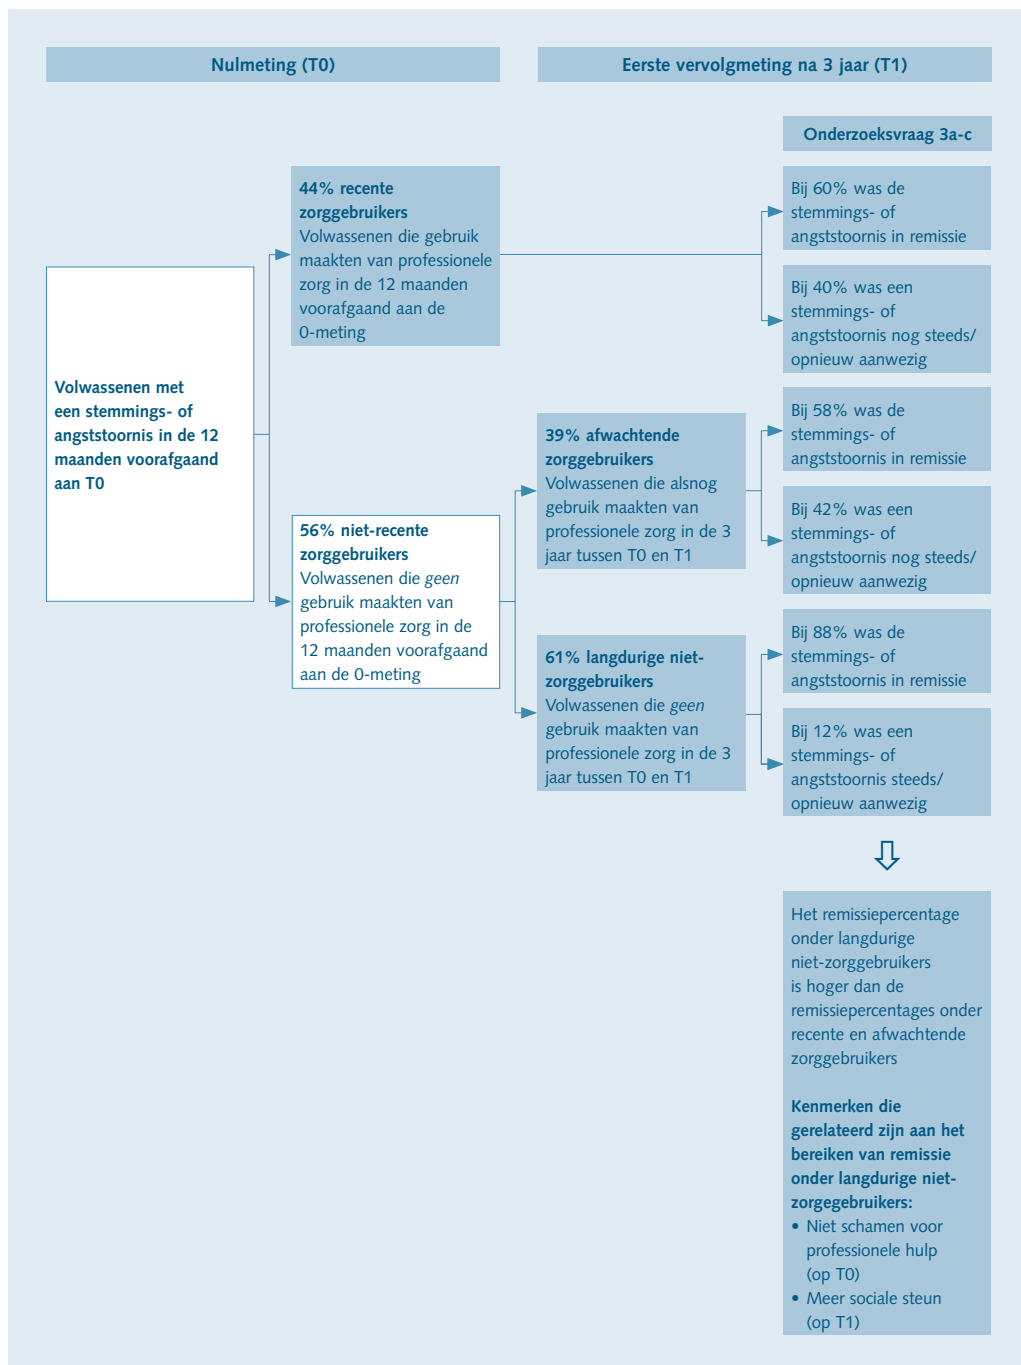 Nulmeting (T0)
Eerste vervolgmeting na 3 jaar (T1)
Onderzoeksvraag 3a-c
Volwassenen met
een stemmings- of
angststoornis in de 12
maanden voorafgaand
aan T0
44% recente
zorggebruikers
Volwassenen die gebruik
maakten van professionele
zorg in de 12 maanden
voorafgaand aan de
0-meting
Bij 60% was de
stemmings- of
angststoornis in remissie
Bij 40% was een
stemmings- of
angststoornis nog steeds/
opnieuw aanwezig
56% niet-recente
zorggebruikers
Volwassenen die geen
gebruik maakten van
professionele zorg in de
12 maanden voorafgaand
aan de 0-meting
39% afwachtende
zorggebruikers
Volwassenen die alsnog
gebruik maakten van
professionele zorg in de 3
jaar tussen T0 en T1
Bij 58% was de
stemmings- of
angststoornis in remissie
Bij 42% was een
stemmings- of
angststoornis nog steeds/
opnieuw aanwezig
61% langdurige niet-
zorggebruikers
Volwassenen die geen
gebruik maakten van
professionele zorg in de 3
jaar tussen T0 en T1
Bij 88% was de
stemmings- of
angststoornis in remissie
Bij 12% was een
stemmings- of
angststoornis steeds/
opnieuw aanwezig
Het remissiepercentage
onder langdurige
niet-zorggebruikers
is hoger dan de
remissiepercentages onder
recente en afwachtende
zorggebruikers
Kenmerken die
gerelateerd zijn aan het
bereiken van remissie
onder langdurige niet-
zorgegebruikers:
• Niet schamen voor
professionele hulp
(op T0)
• Meer sociale steun
(op T1)